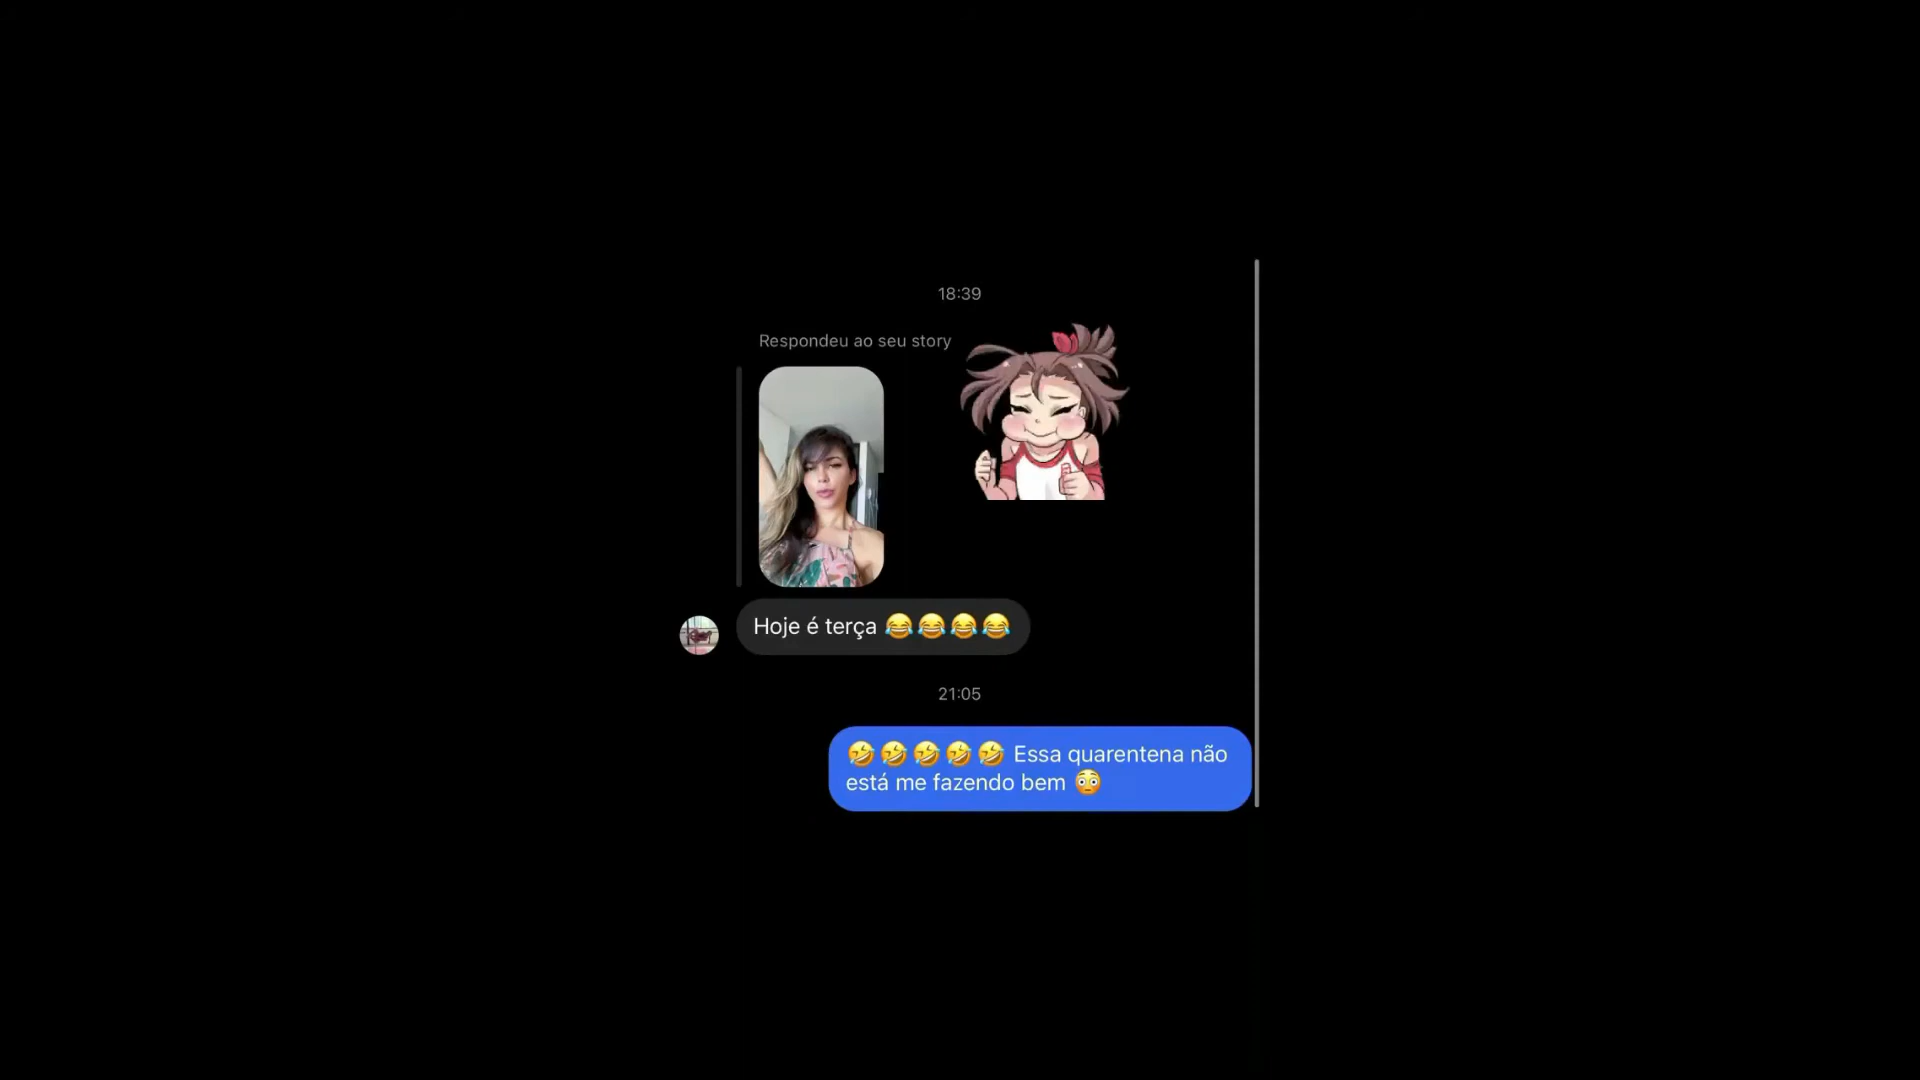 18:39
Respondeu ao seu story
Hoje é terça 😂😂😂😂
21:05
🤣🤣🤣🤣🤣 Essa quarentena não
está me fazendo bem 😳